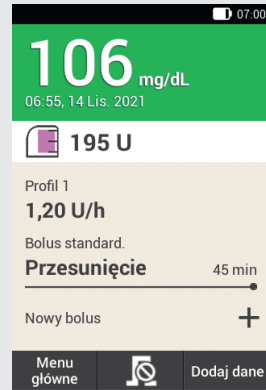 07:00
106 mg/dL
06:55, 14 Lis. 2021
195 U
Profil 1
1,20 U/h
Bolus standard.
Przesunięcie 45 min
Nowy bolus +
Menu
główne
Dodaj dane